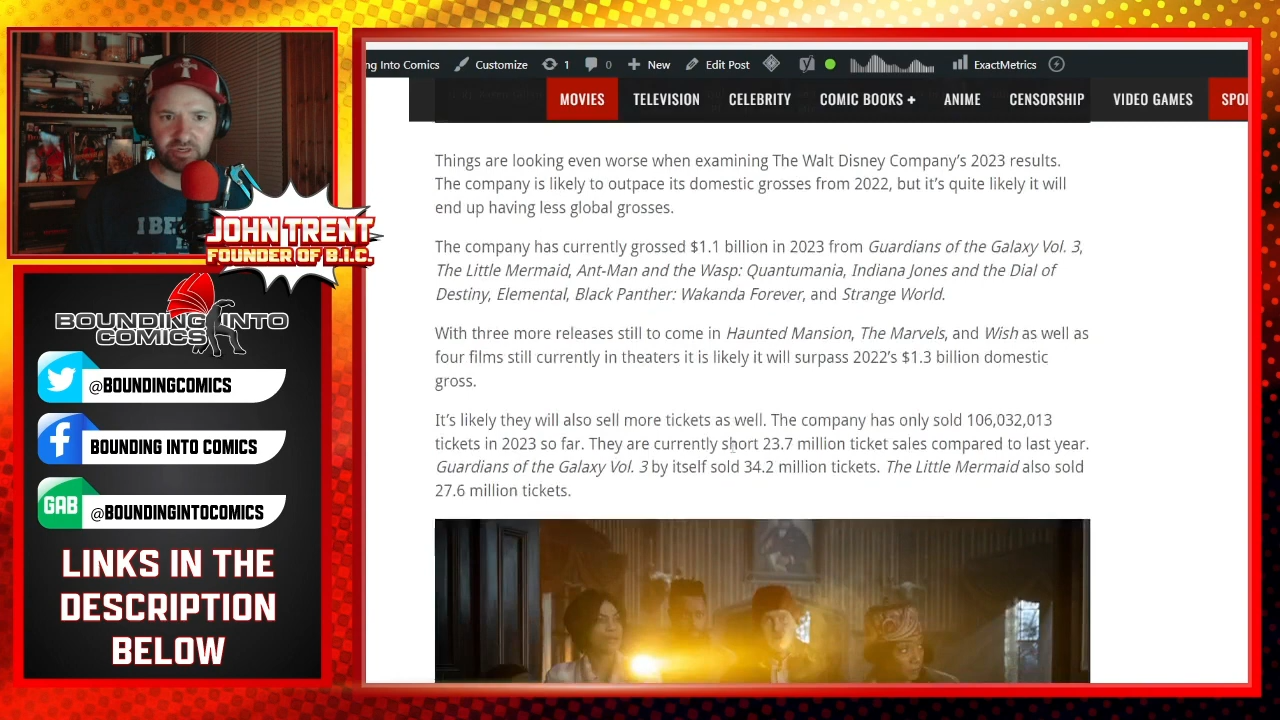 ng Into Comics Customize 1 0 New Edit Post ExactMetrics
MOVIES TELEVISION CELEBRITY COMIC BOOKS + ANIME CENSORSHIP VIDEO GAMES SPO
Things are looking even worse when examining The Walt Disney Company's 2023 results.
The company is likely to outpace its domestic grosses from 2022, but it's quite likely it will
end up having less global grosses.
The company has currently grossed $1.1 billion in 2023 from Guardians of the Galaxy Vol. 3,
The Little Mermaid, Ant-Man and the Wasp: Quantumania, Indiana Jones and the Dial of
Destiny, Elemental, Black Panther: Wakanda Forever, and Strange World.
With three more releases still to come in Haunted Mansion, The Marvels, and Wish as well as
four films still currently in theaters it is likely it will surpass 2022's $1.3 billion domestic
gross.
It's likely they will also sell more tickets as well. The company has only sold 106,032,013
tickets in 2023 so far. They are currently short 23.7 million ticket sales compared to last year.
Guardians of the Galaxy Vol. 3 by itself sold 34.2 million tickets. The Little Mermaid also sold
27.6 million tickets.
I BE
JOHN TRENT
FOUNDER OF B.I.C.
BOUNDING INTO
COMICS
@BOUNDINGCOMICS
BOUNDING INTO COMICS
GAB @BOUNDINGINTOCOMICS
LINKS IN THE
DESCRIPTION
BELOW